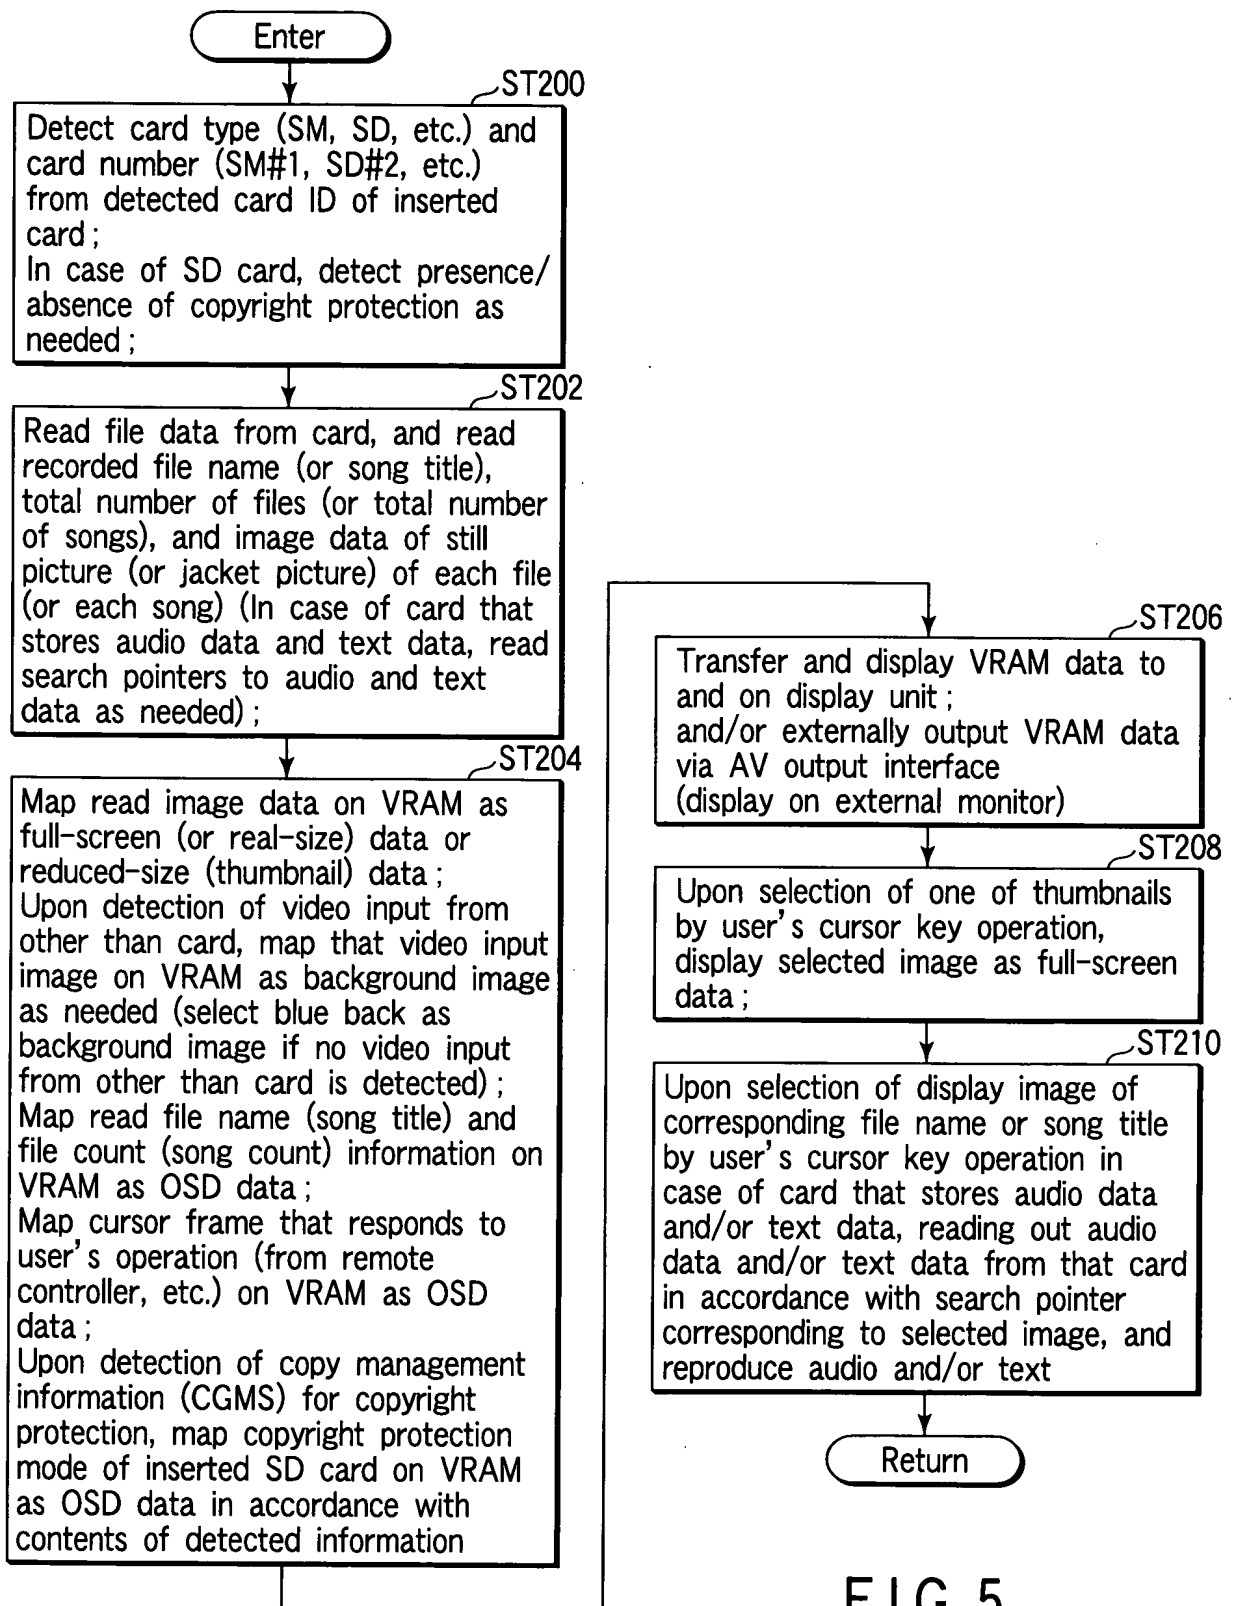 Enter
ST200
Detect card type (SM, SD, etc.) and
card number (SM#1, SD#2, etc.)
from detected card ID of inserted
card ;
In case of SD card, detect presence/
absence of copyright protection as
needed ;
ST202
Read file data from card, and read
recorded file name (or song title),
total number of files (or total number
of songs), and image data of still
picture (or jacket picture) of each file
(or each song) (In case of card that
stores audio data and text data, read
search pointers to audio and text
data as needed) ;
ST204
Map read image data on VRAM as
full-screen (or real-size) data or
reduced-size (thumbnail) data ;
Upon detection of video input from
other than card, map that video input
image on VRAM as background image
as needed (select blue back as
background image if no video input
from other than card is detected) ;
Map read file name (song title) and
file count (song count) information on
VRAM as OSD data ;
Map cursor frame that responds to
user's operation (from remote
controller, etc.) on VRAM as OSD
data ;
Upon detection of copy management
information (CGMS) for copyright
protection, map copyright protection
mode of inserted SD card on VRAM
as OSD data in accordance with
contents of detected information
ST206
Transfer and display VRAM data to
and on display unit ;
and/or externally output VRAM data
via AV output interface
(display on external monitor)
ST208
Upon selection of one of thumbnails
by user's cursor key operation,
display selected image as full-screen
data ;
ST210
Upon selection of display image of
corresponding file name or song title
by user's cursor key operation in
case of card that stores audio data
and/or text data, reading out audio
data and/or text data from that card
in accordance with search pointer
corresponding to selected image, and
reproduce audio and/or text
Return
FIG. 5